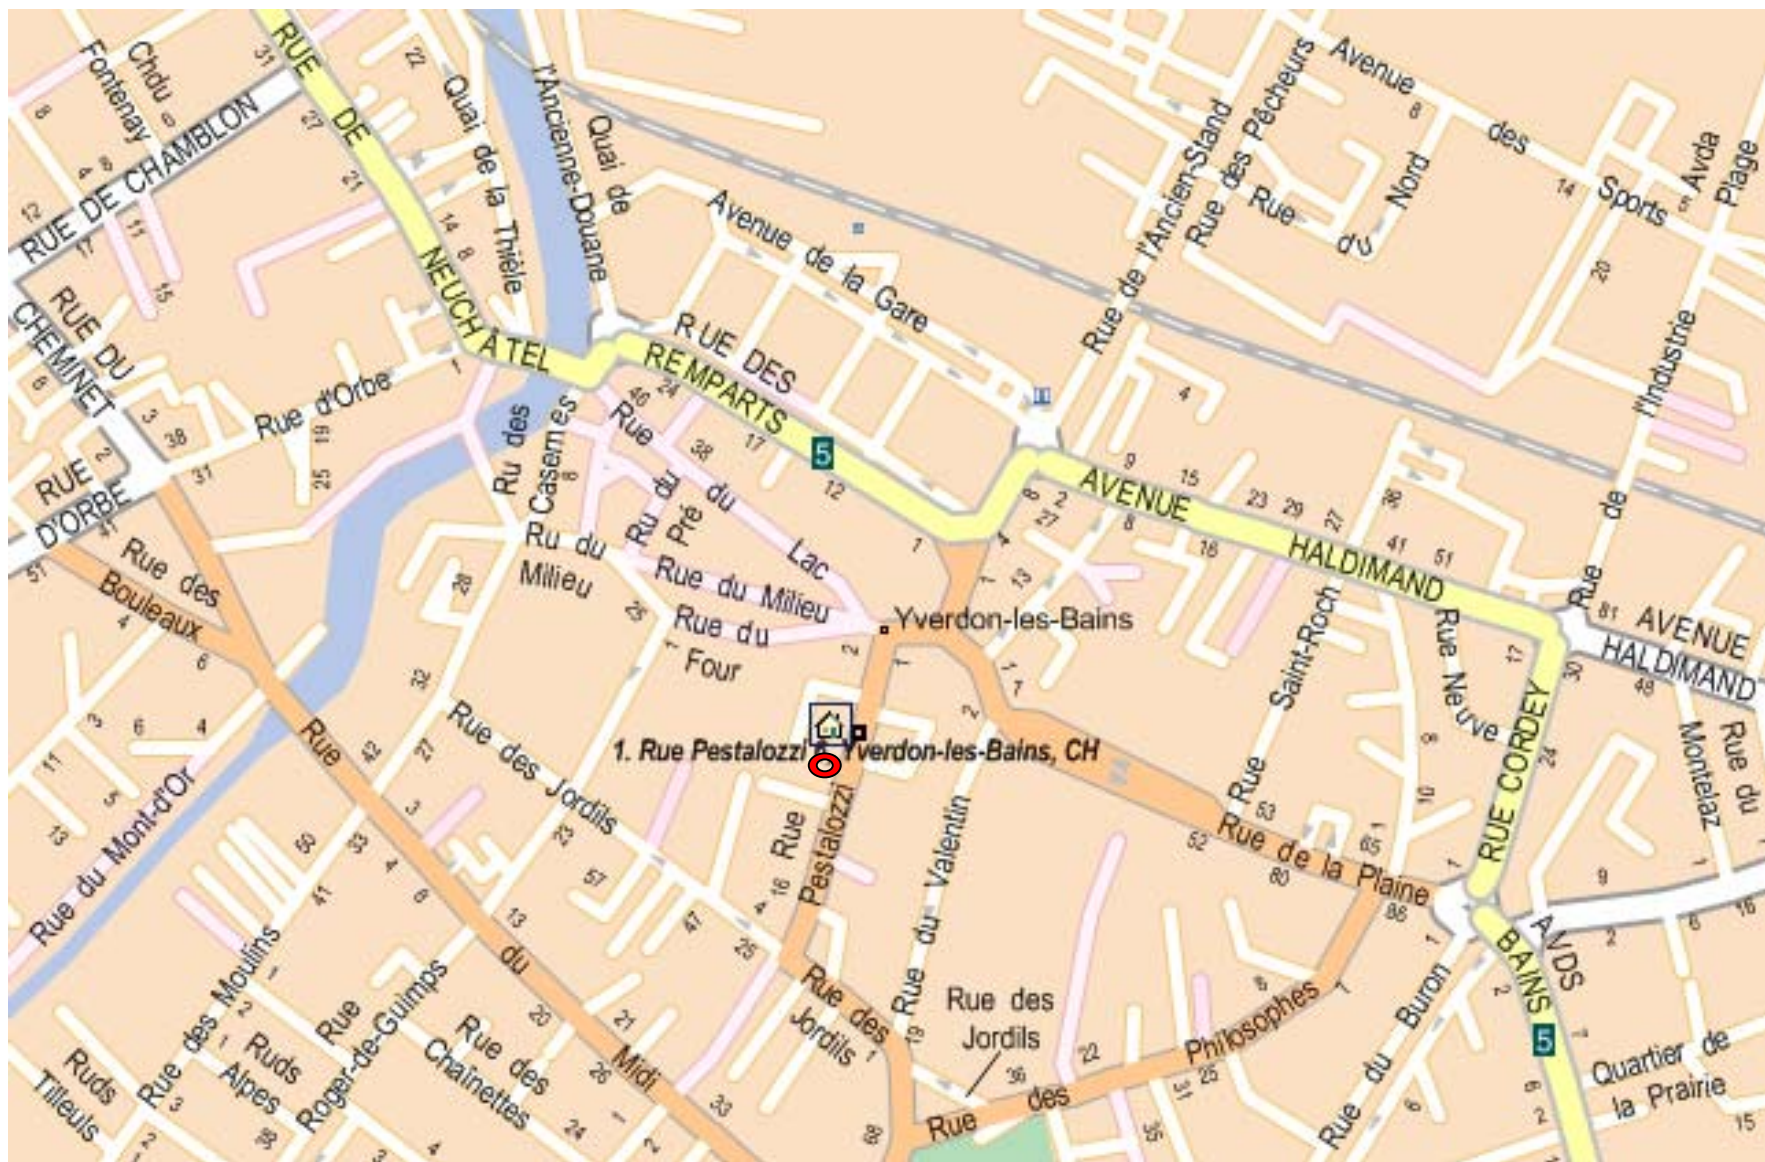 RUE DE NEUCHÂTEL
Chdu
Fontenay
RUE DE CHAMBLON
Quai de la Thièle
Quai de
l'Ancienne-Douane
Avenue de la Gare
Rue de l'Ancien-Stand
Rue des Pêcheurs
Avenue des Sports
Rue du Nord
Avda
Plage
RUE DU
CHEMINET
Rue d'Orbe
RUE
D'ORBE
RUE DES
REMPARTS
5
Ru des
Casernes
Rue du Lac
Ru du
Pré
Ru du
Milieu
Rue du Milieu
Rue du
Four
Yverdon-les-Bains
AVENUE HALDIMAND
Rue de l'Industrie
AVENUE
HALDIMAND
Rue Saint-Roch
Rue Neuve
RUE CORDEY
Rue du
Montelaz
Rue des
Bouleaux
Rue du Midi
Rue du Mont-d'Or
Rue des Jordils
1. Rue Pestalozzi
Yverdon-les-Bains, CH
Rue
Pestalozzi
Rue du Valentin
Rue de la Plaine
Rue des
Jordils
Rue des
Jordils
Rue des Philosophes
Rue du Buron
AVDS
BAINS
5
Quartier de
la Prairie
Rue des Moulins
Rue
Roger-de-Guimps
Rue des
Chaînettes
Ruds
Alpes
Ruds
Tilleuls